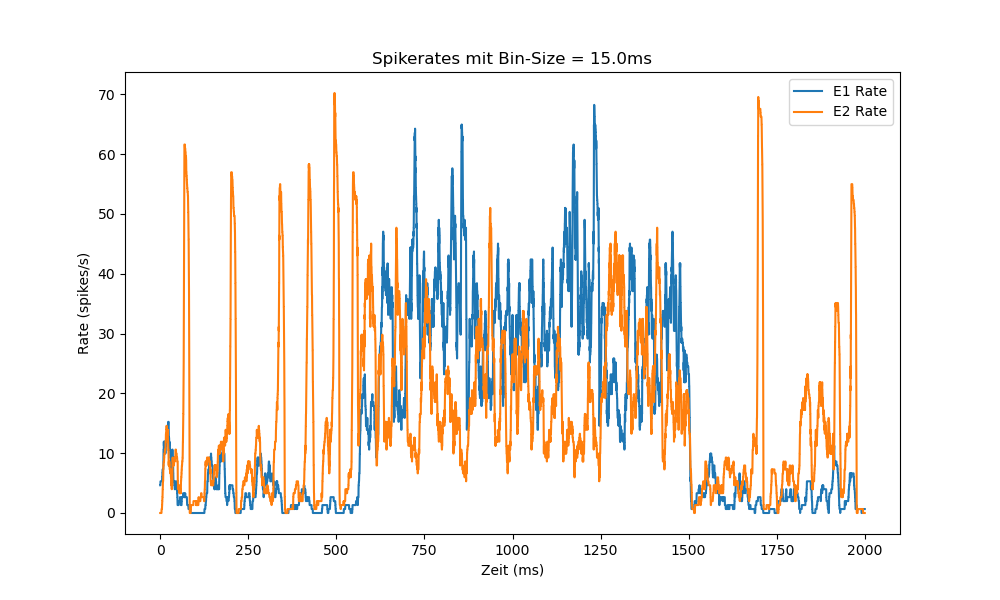 Spikerates mit Bin-Size = 15.0ms
E1 Rate
E2 Rate
70
60
50
40
30
20
10
0
Rate (spikes/s)
0 250 500 750 1000 1250 1500 1750 2000
Zeit (ms)